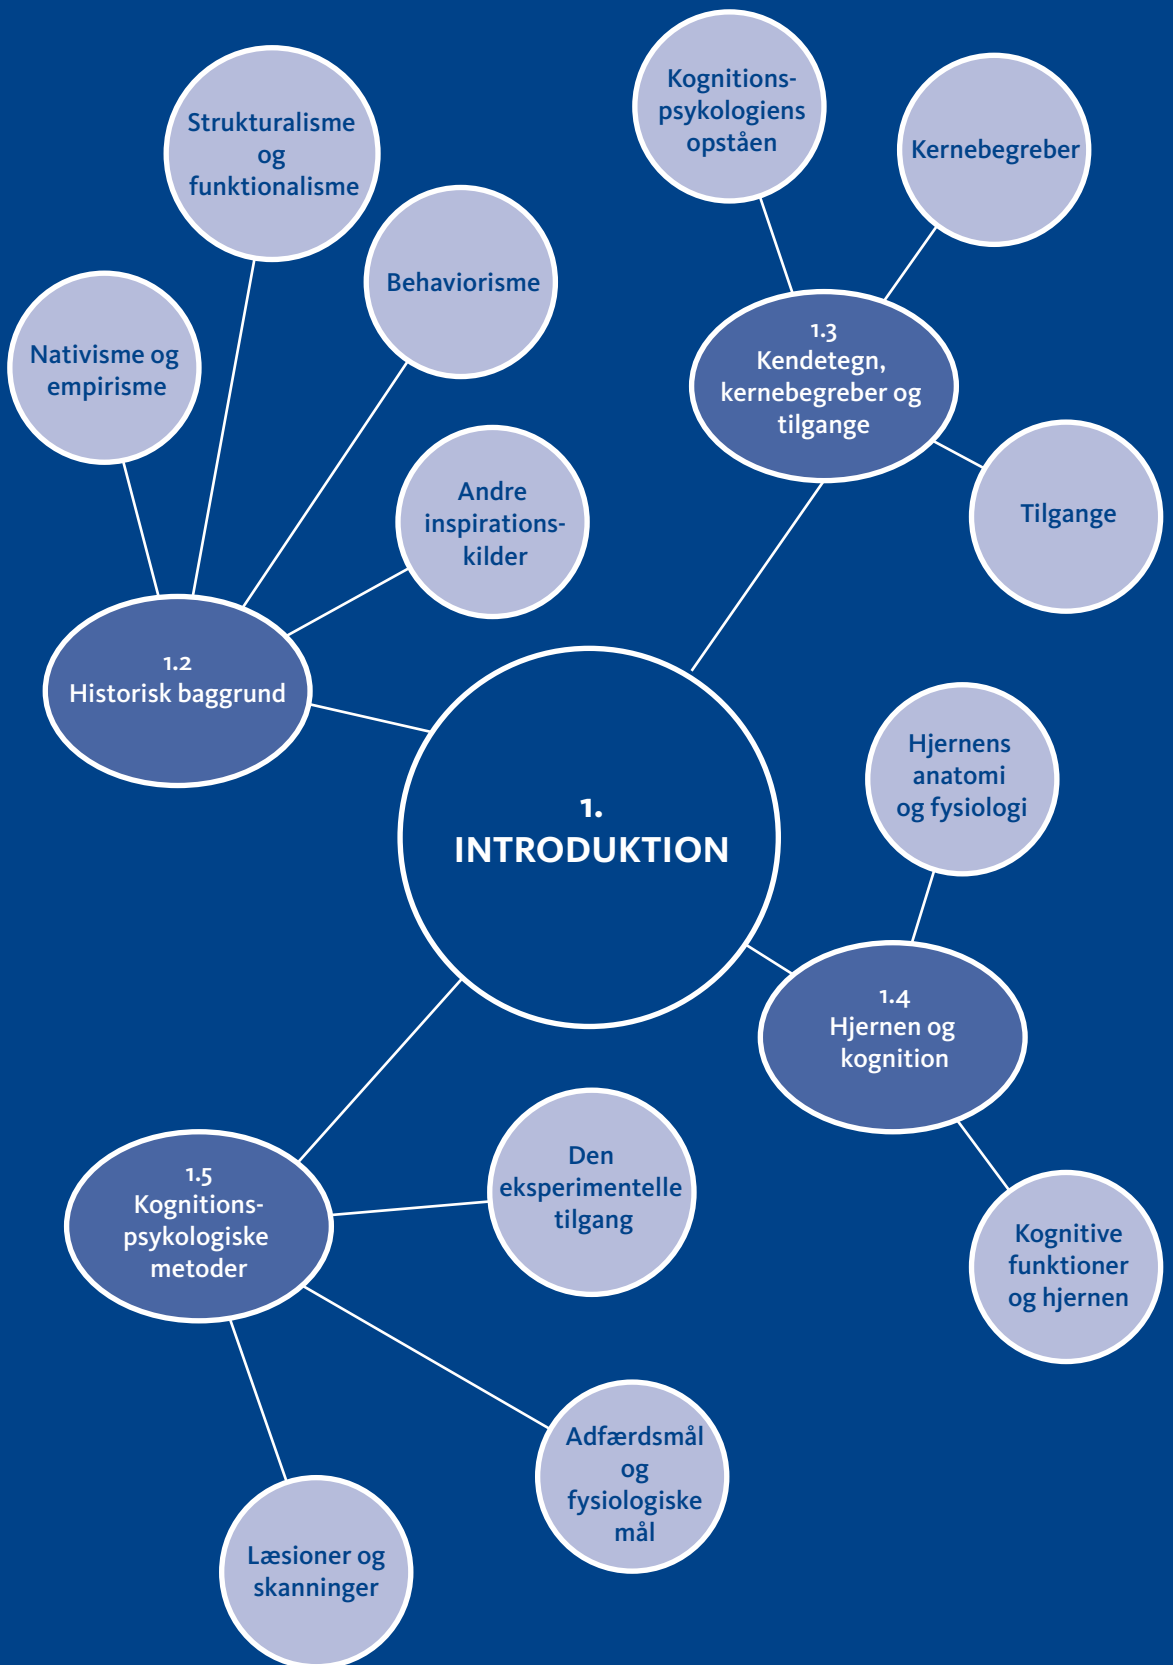 1.
INTRODUKTION
1.2
Historisk baggrund
Nativisme og
empirisme
Strukturalisme
og
funktionalisme
Behaviorisme
Andre
inspirations-
kilder
1.3
Kendetegn,
kernebegreber og
tilgange
Kognitions-
psykologiens
opståen
Kernebegreber
Tilgange
1.4
Hjernen og
kognition
Hjernens
anatomi
og fysiologi
Kognitive
funktioner
og hjernen
1.5
Kognitions-
psykologiske
metoder
Den
eksperimentelle
tilgang
Adfærdsmål
og
fysiologiske
mål
Læsioner og
skanninger